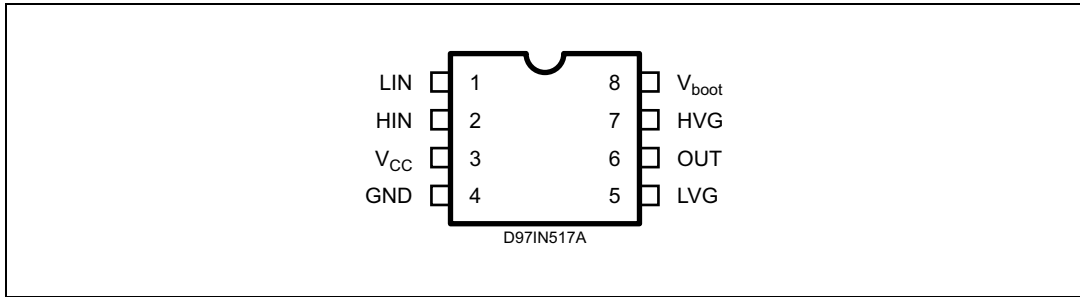 LIN 1 8 Vboot
HIN 2 7 HVG
VCC 3 6 OUT
GND 4 5 LVG
D97IN517A